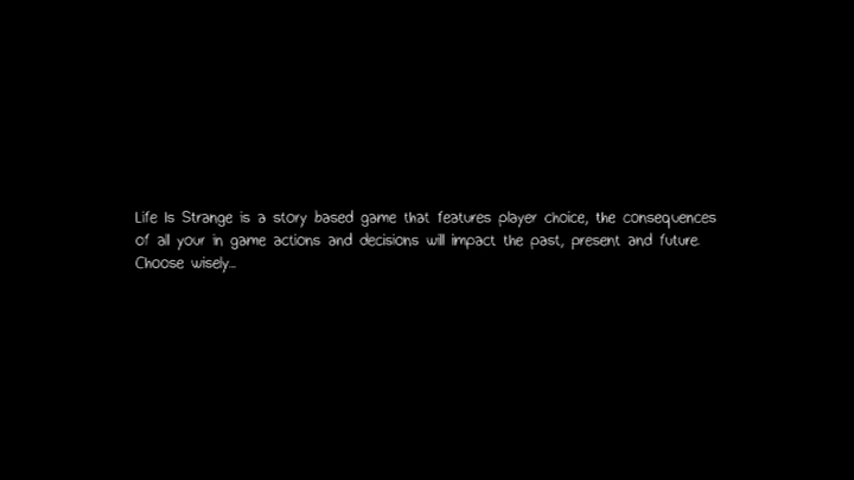 Life Is Strange is a story based game that features player choice, the consequences
of all your in game actions and decisions will impact the past, present and future.
Choose wisely...